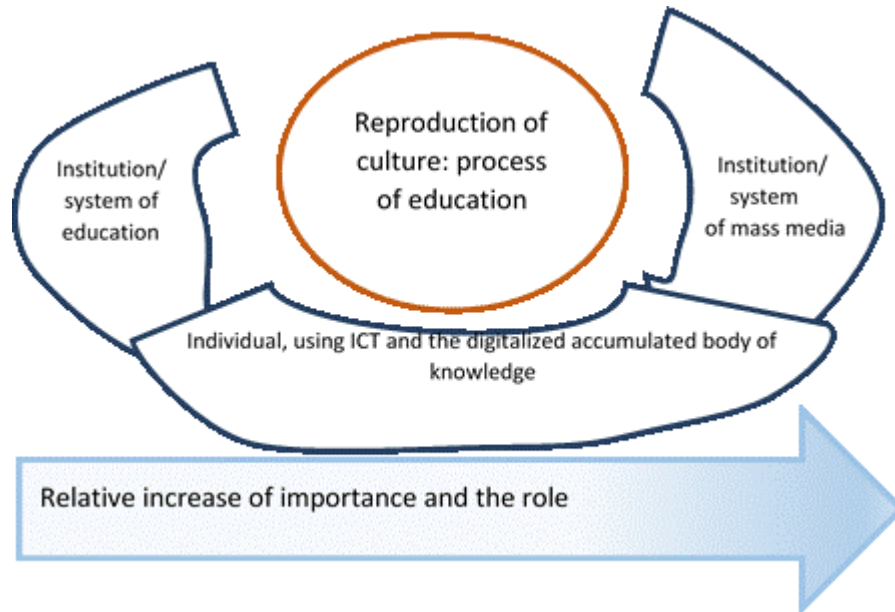 Reproduction of
culture: process
of education
Institution/
system of
education
Institution/
system
of mass media
Individual, using ICT and the digitalized accumulated body of
knowledge
Relative increase of importance and the role